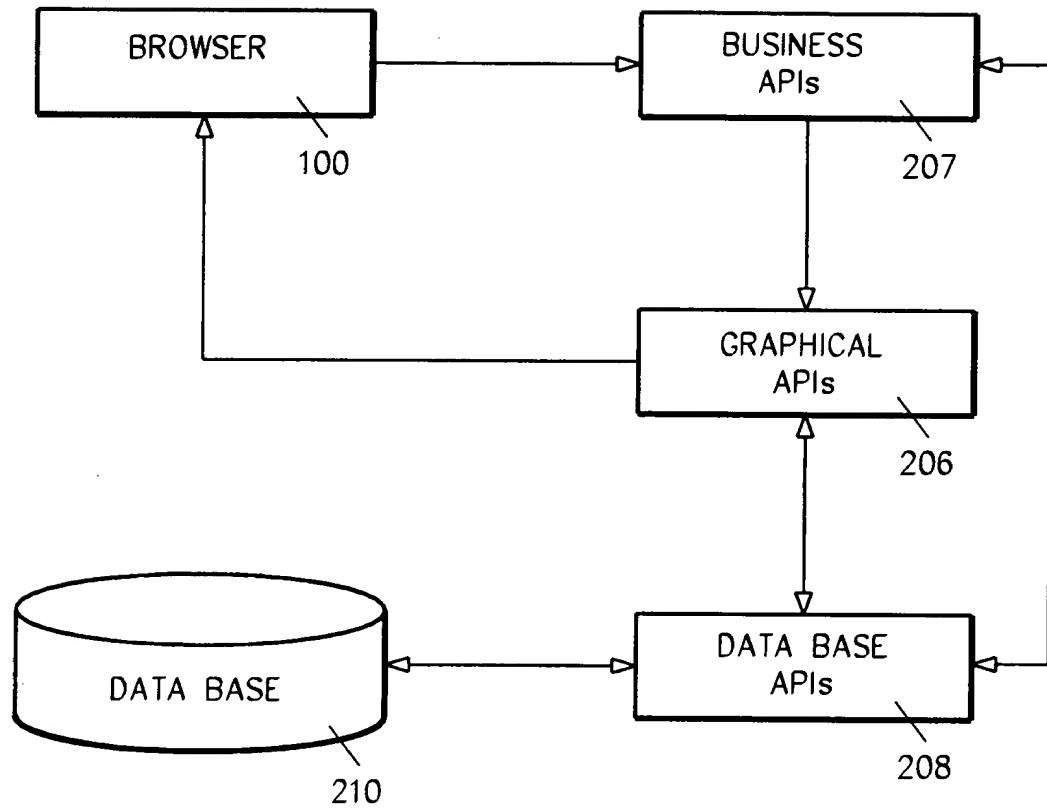 BROWSER
100
BUSINESS
APIs
207
GRAPHICAL
APIs
206
DATA BASE
210
DATA BASE
APIs
208